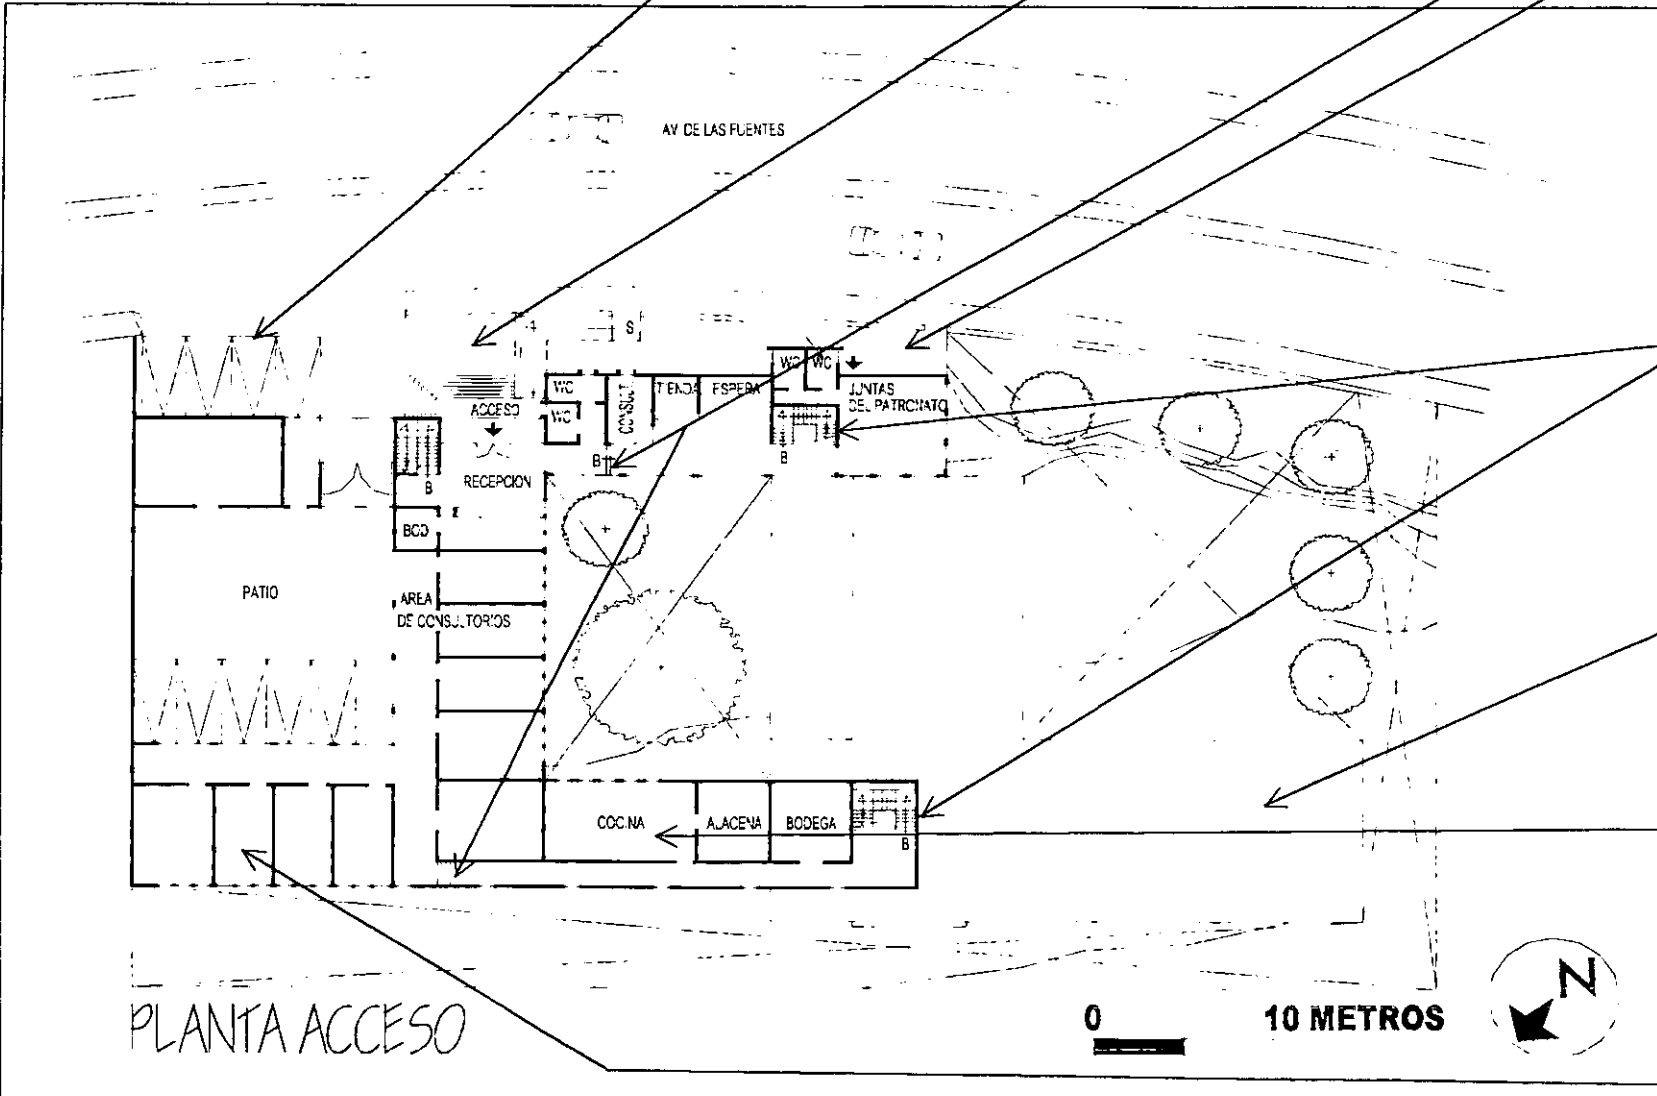 AV DE LAS FUENTES
S
WC
WC
WC
TIENDA
ESPERA
JUNTAS
DEL PATRONATO
ACCESO
WC
CONSULT
B
B
RECEPCION
B
BOD
PATIO
AREA
DE CONSULTORIOS
COCINA
ALACENA
BODEGA
B
PLANTA ACCESO
0
10 METROS
N